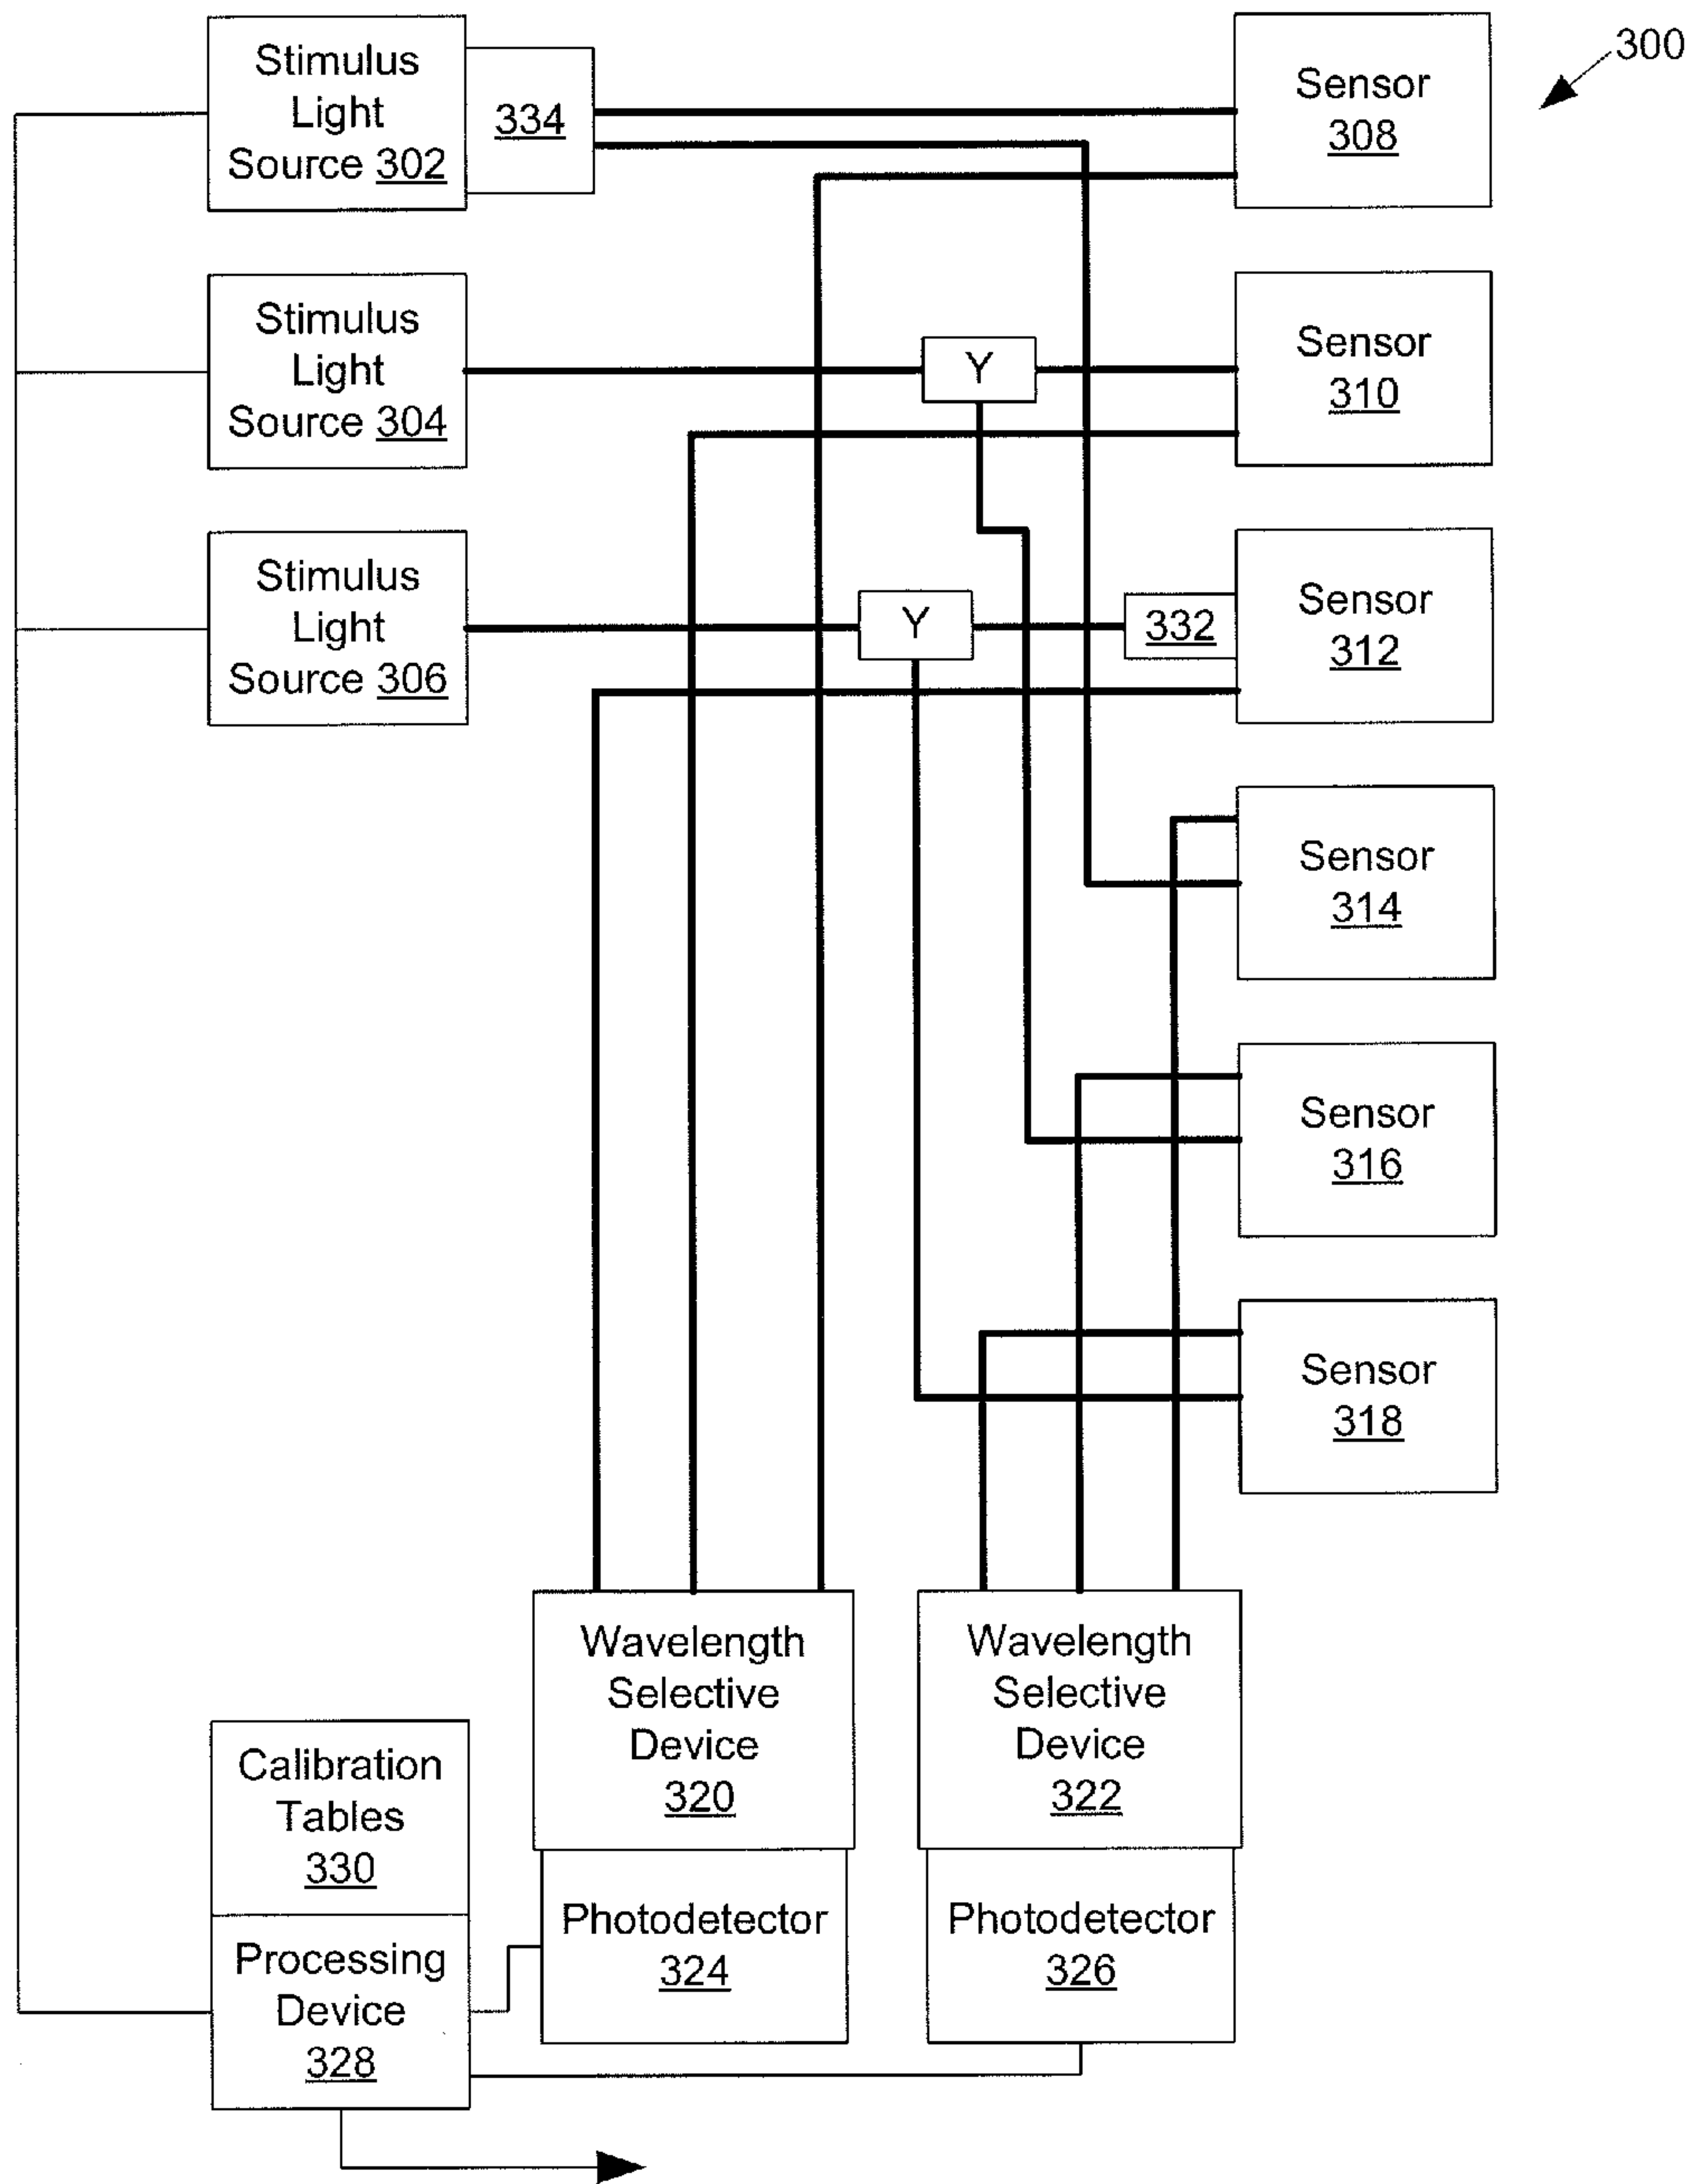 300
Stimulus
Light
Source 302
334
Sensor
308
Stimulus
Light
Source 304
Y
Sensor
310
Stimulus
Light
Source 306
Y
332
Sensor
312
Sensor
314
Sensor
316
Sensor
318
Wavelength
Selective
Device
320
Wavelength
Selective
Device
322
Calibration
Tables
330
Photodetector
324
Photodetector
326
Processing
Device
328